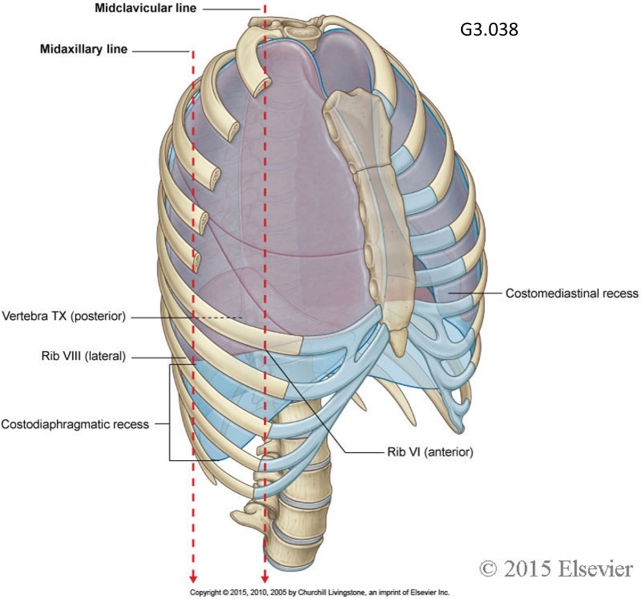 Midclavicular line
G3.038
Midaxillary line
Costomediastinal recess
Vertebra TX (posterior)
Rib VIII (lateral)
Costodiaphragmatic recess
Rib VI (anterior)
© 2015 Elsevier
Copyright © 2015, 2010, 2005 by Churchill Livingstone, an imprint of Elsevier Inc.